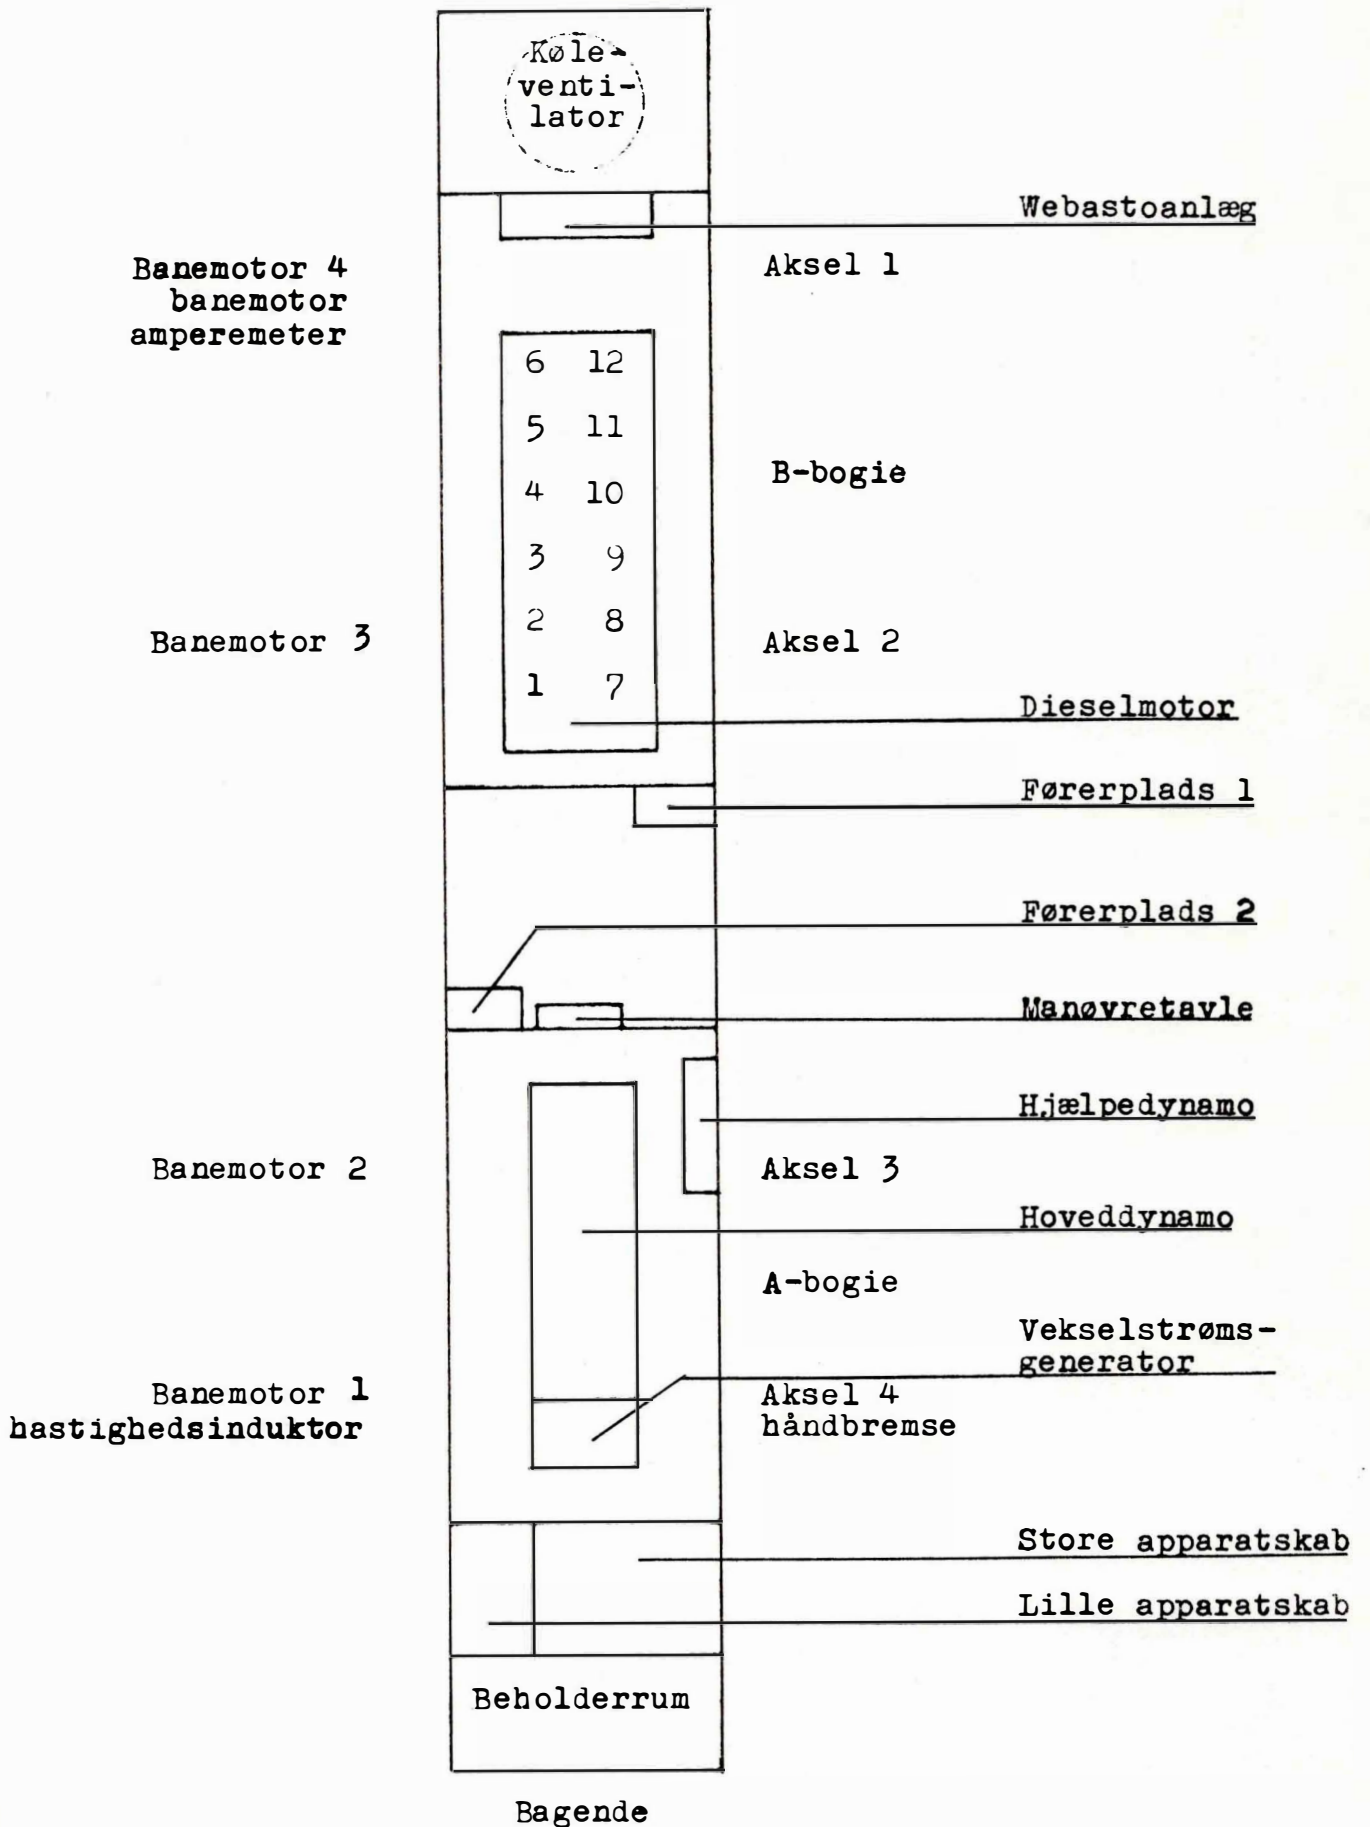 Køle-
venti-
lator
Webastoanlæg
Banemotor 4
banemotor
amperemeter
Aksel 1
6 12
5 11
4 10
3 9
2 8
1 7
B-bogie
Banemotor 3
Aksel 2
Dieselmotor
Førerplads 1
Førerplads 2
Manøvretavle
Hjælpedynamo
Banemotor 2
Aksel 3
Hoveddynamo
A-bogie
Vekselstrøms-
generator
Banemotor 1
hastighedsinduktor
Aksel 4
håndbremse
Store apparatskab
Lille apparatskab
Beholderrum
Bagende